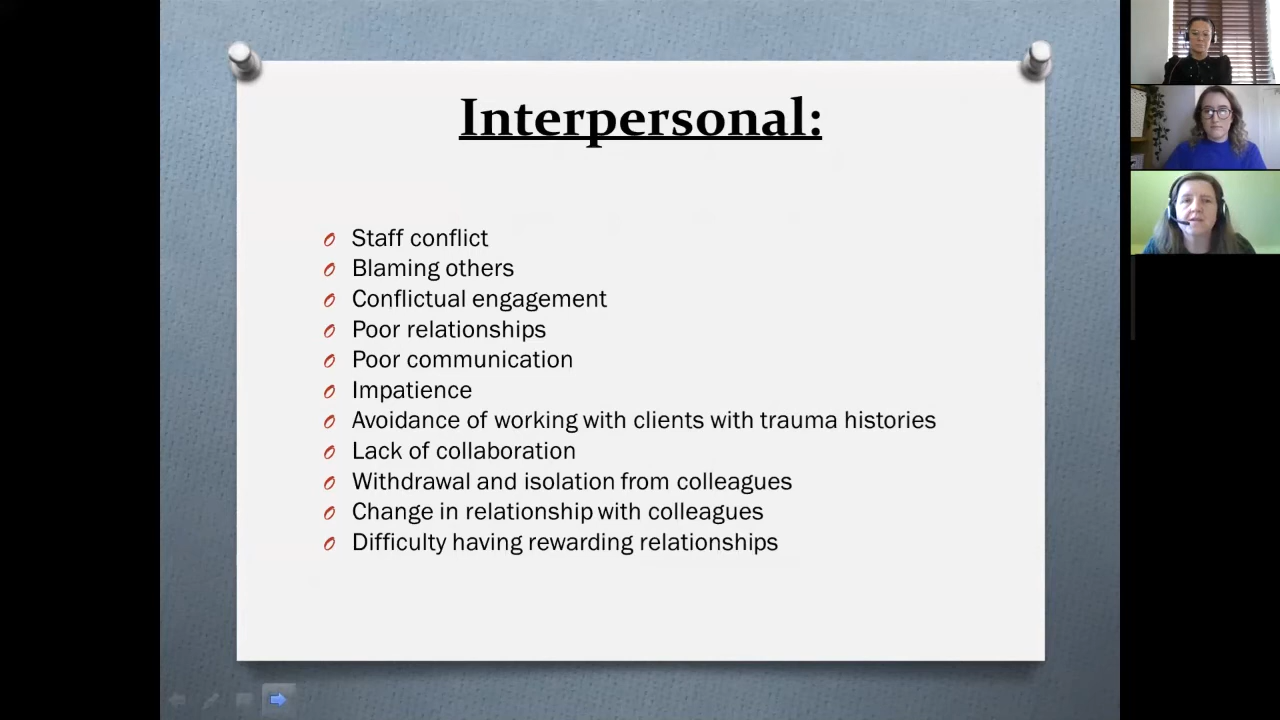 Interpersonal:
Staff conflict
Blaming others
Conflictual engagement
Poor relationships
Poor communication
Impatience
Avoidance of working with clients with trauma histories
Lack of collaboration
Withdrawal and isolation from colleagues
Change in relationship with colleagues
Difficulty having rewarding relationships